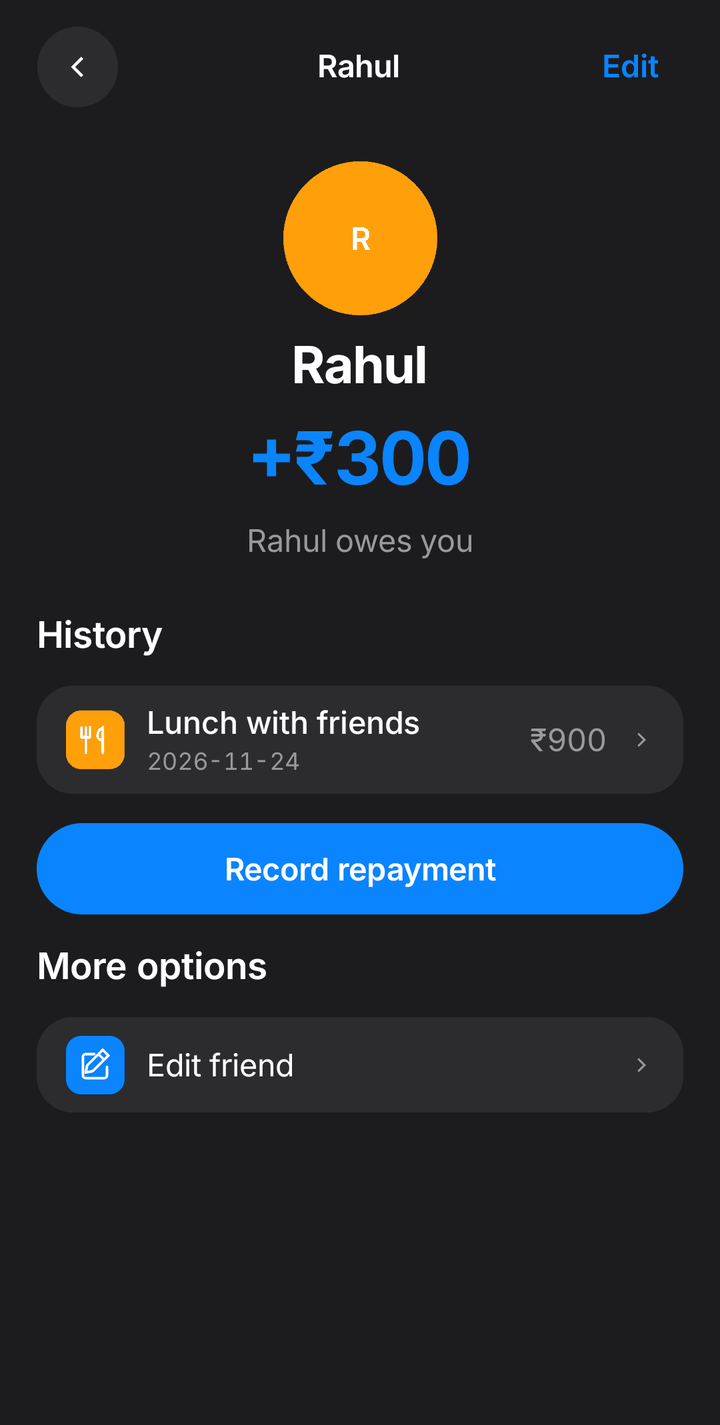 Rahul
Edit
R
Rahul
+₹300
Rahul owes you
History
Lunch with friends
₹900
2026-11-24
Record repayment
More options
Edit friend